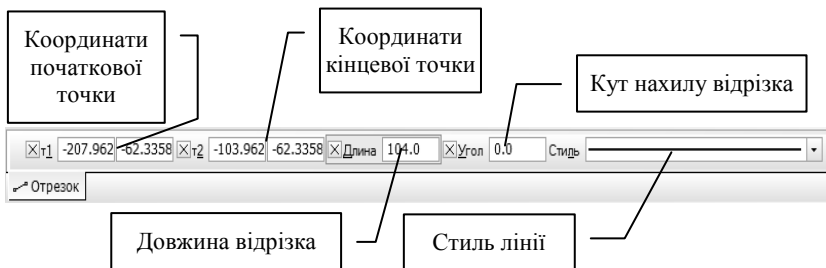 Координати
початкової
точки
Координати
кінцевої точки
Кут нахилу відрізка
т1 -207.962 -62.3358 т2 -103.962 -62.3358 Длина 104.0 Угол 0.0 Стиль
Отрезок
Довжина відрізка
Стиль лінії